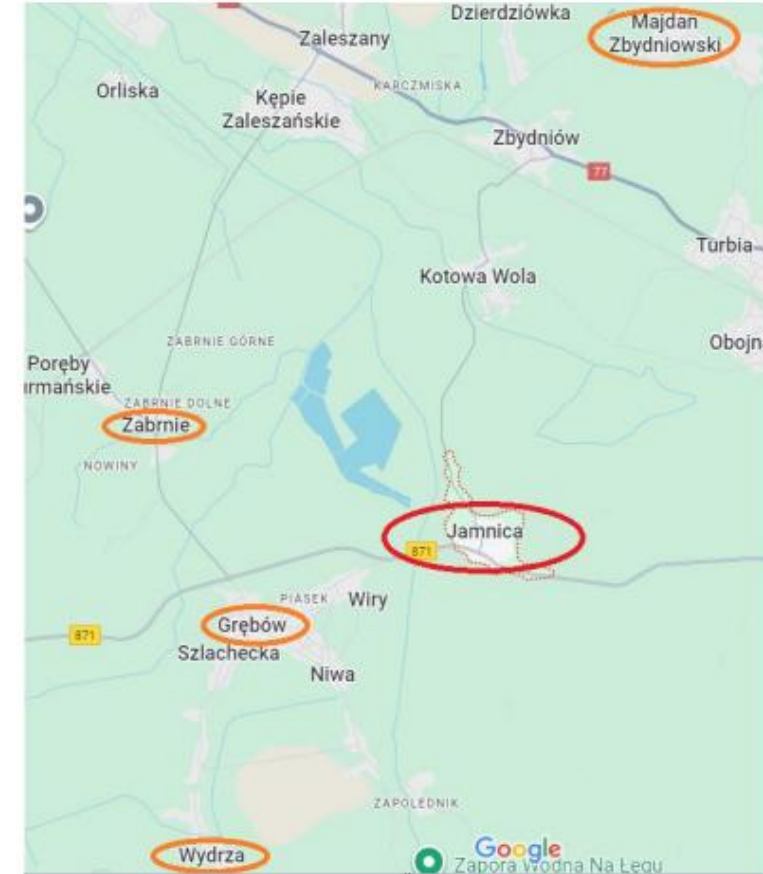 Dzierdziówka
Majdan
Zbydniowski
Zaleszany
KARCZMISKA
Orliska
Kępie
Zaleszańskie
Zbydniów
77
Turbia
Kotowa Wola
ZABRNIE GÓRNE
Obojn
Poręby
rmańskie
ZABRNIE DOLNE
Żabrnie
NOWINY
Jamnica
871
PIASEK
Wiry
Grębów
871
Szlachecka
Niwa
ZAPOLEDNIK
Wydrza
Google
Zapora Wodna Na Łęgu